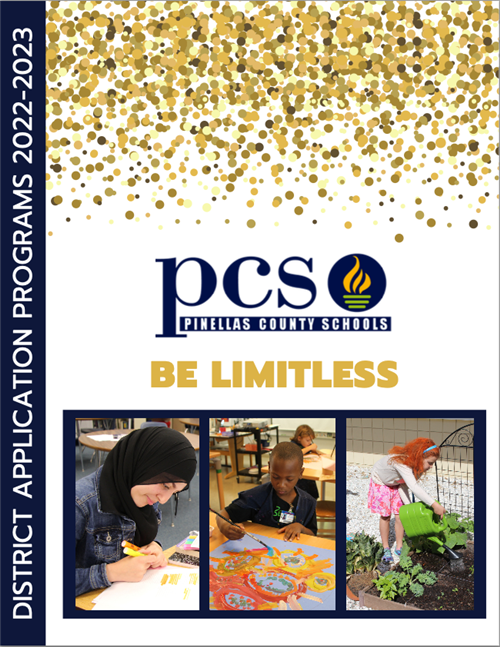 DISTRICT APPLICATION PROGRAMS 2022-2023
pcs
PINELLAS COUNTY SCHOOLS
BE LIMITLESS